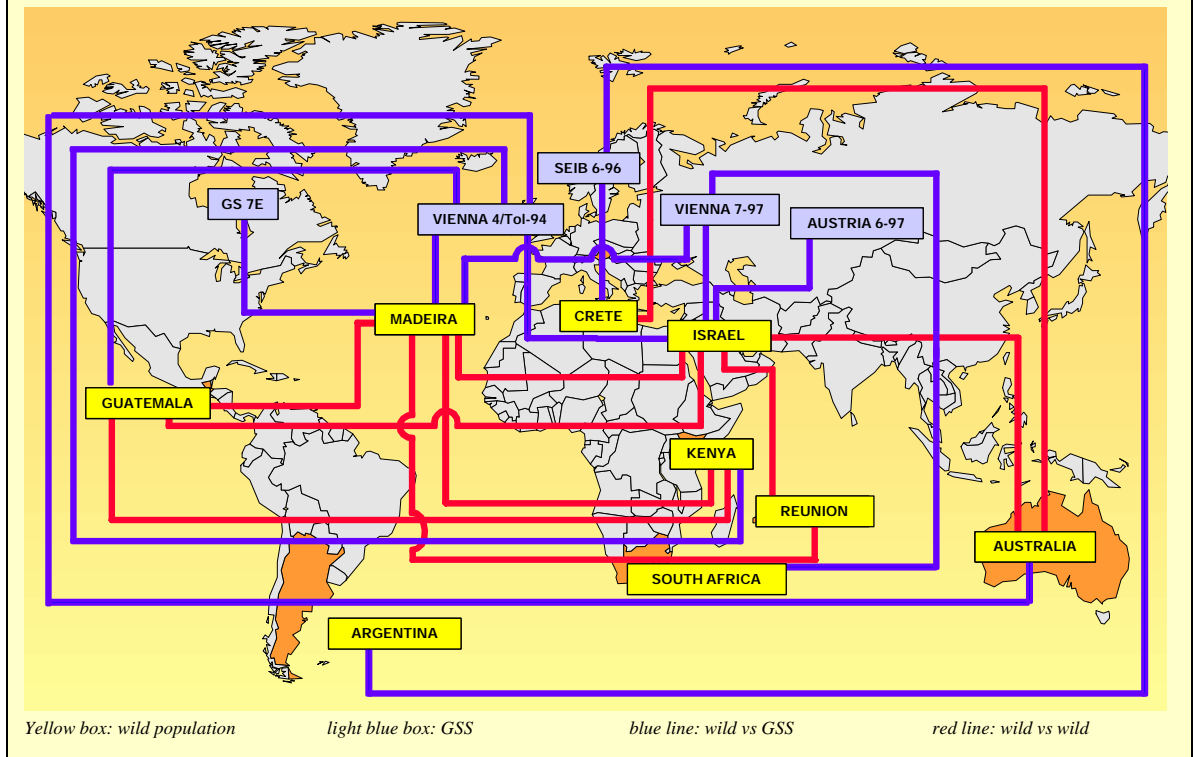 SEIB 6-96
GS 7E
VIENNA 4/Tol-94
VIENNA 7-97
AUSTRIA 6-97
MADEIRA
CRETE
ISRAEL
GUATEMALA
KENYA
REUNION
AUSTRALIA
SOUTH AFRICA
ARGENTINA
Yellow box: wild population light blue box: GSS blue line: wild vs GSS red line: wild vs wild